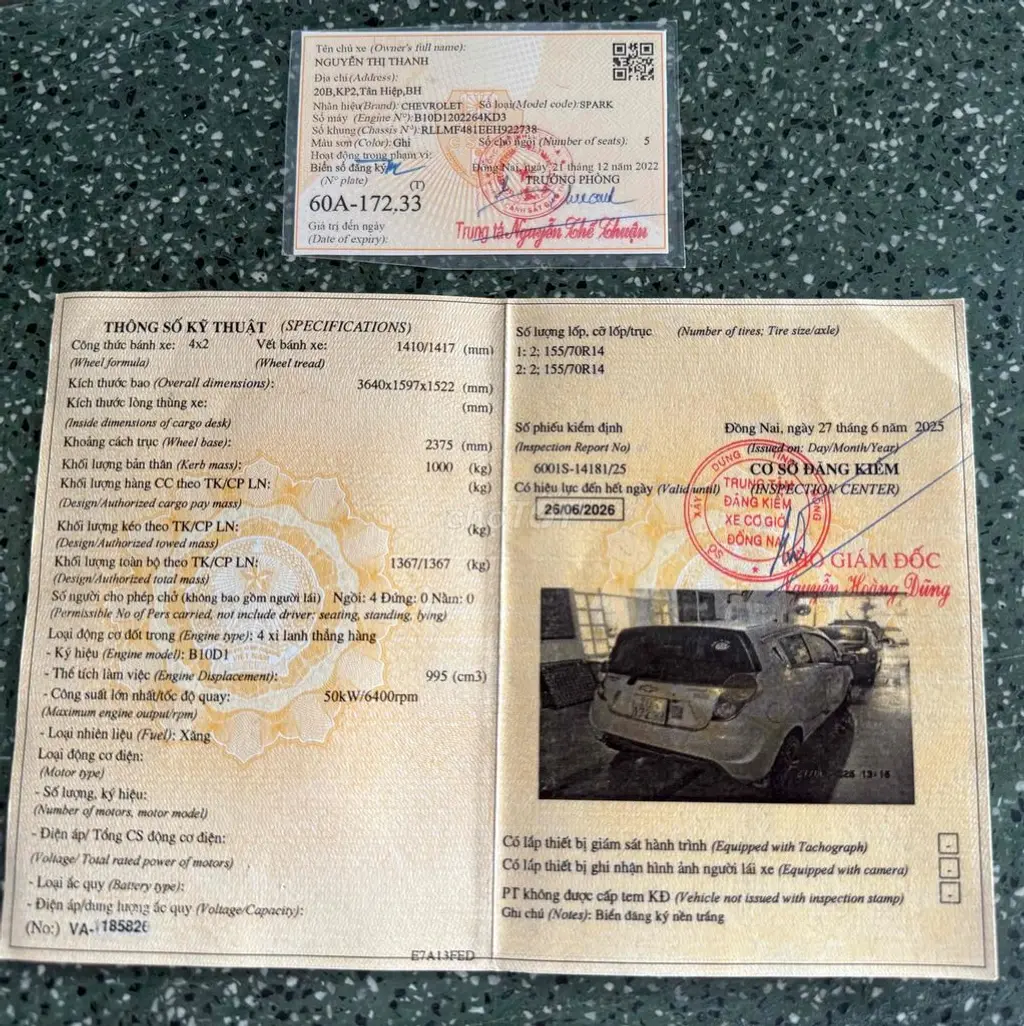 Tên chủ xe (Owner's full name):
NGUYỄN THỊ THANH
Địa chỉ (Address):
20B,KP2,Tân Hiệp,BH
Nhãn hiệu(Brand): CHEVROLET Số loại(Model code):SPARK
Số máy (Engine N°):B10D1202264KD3
Số khung(Chassis N°):RLLMF481EEH922738
Màu sơn (Color): Ghi Số chỗ ngồi (Number of seats): 5
Hoạt động trong phạm vi:
Biển số đăng ký Đồng Nai, ngày 21 tháng 12 năm 2022
(N° plate) (T) TRƯỞNG PHÒNG
60A-172.33
Giá trị đến ngày
(Date of expiry):
Trung tá Nguyễn Thế Thuận
THÔNG SỐ KỸ THUẬT (SPECIFICATIONS)
Công thức bánh xe: 4x2 Vết bánh xe: 1410/1417 (mm)
(Wheel formula) (Wheel tread)
Kích thước bao (Overall dimensions): 3640x1597x1522 (mm)
Kích thước lòng thùng xe: (mm)
(Inside dimensions of cargo desk)
Khoảng cách trục (Wheel base): 2375 (mm)
Khối lượng bản thân (Kerb mass): 1000 (kg)
Khối lượng hàng CC theo TK/CP LN: (kg)
(Design/Authorized cargo pay mass)
Khối lượng kéo theo TK/CP LN: (kg)
(Design/Authorized towed mass)
Khối lượng toàn bộ theo TK/CP LN: 1367/1367 (kg)
(Design/Authorized total mass)
Số người cho phép chở (không bao gồm người lái) Ngồi: 4 Đứng: 0 Nằm: 0
(Permissible No of Pers carried, not include driver: seating, standing, lying)
Loại động cơ đốt trong (Engine type): 4 xi lanh thẳng hàng
- Ký hiệu (Engine model): B10D1
- Thể tích làm việc (Engine Displacement): 995 (cm3)
- Công suất lớn nhất/tốc độ quay: 50kW/6400rpm
(Maximum engine output/rpm)
- Loại nhiên liệu (Fuel): Xăng
Loại động cơ điện:
(Motor type)
- Số lượng, ký hiệu:
(Number of motors, motor model)
- Điện áp/ Tổng CS động cơ điện:
(Voltage/ Total rated power of motors)
- Loại ắc quy (Battery type):
- Điện áp/dung lượng ắc quy (Voltage/Capacity):
(No:) VA-1185826
E7A13FED
Số lượng lốp, cỡ lốp/trục (Number of tires; Tire size/axle)
1: 2; 155/70R14
2: 2; 155/70R14
Số phiếu kiểm định Đồng Nai, ngày 27 tháng 6 năm 2025
(Inspection Report No) (Issued on: Day/Month/Year)
6001S-14181/25 CƠ SỞ ĐĂNG KIỂM
Có hiệu lực đến hết ngày (Valid until) (INSPECTION CENTER)
26/06/2026
SỞ XÂY DỰNG
TRUNG TÂM
ĐĂNG KIỂM
XE CƠ GIỚI
ĐỒNG NAI
GIÁM ĐỐC
Nguyễn Hoàng Dũng
13:16
Có lắp thiết bị giám sát hành trình (Equipped with Tachograph) -
Có lắp thiết bị ghi nhận hình ảnh người lái xe (Equipped with camera) -
PT không được cấp tem KĐ (Vehicle not issued with inspection stamp) -
Ghi chú (Notes): Biển đăng ký nền trắng